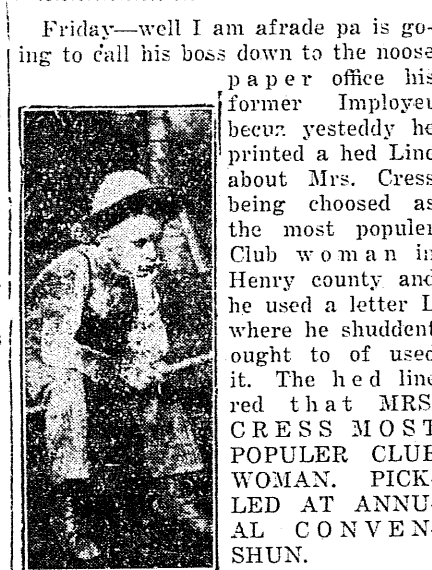 Friday—well I am afrade pa is go-
ing to call his boss down to the noose
paper office his
former Imployer
becuz yesteddy he
printed a hed Line
about Mrs. Cress
being choosed as
the most populer
Club woman in
Henry county and
he used a letter L
where he shuddent
ought to of used
it. The hed line
red that MRS.
CRESS MOST
POPULER CLUB
WOMAN. PICK-
LED AT ANNU-
AL CONVEN-
SHUN.